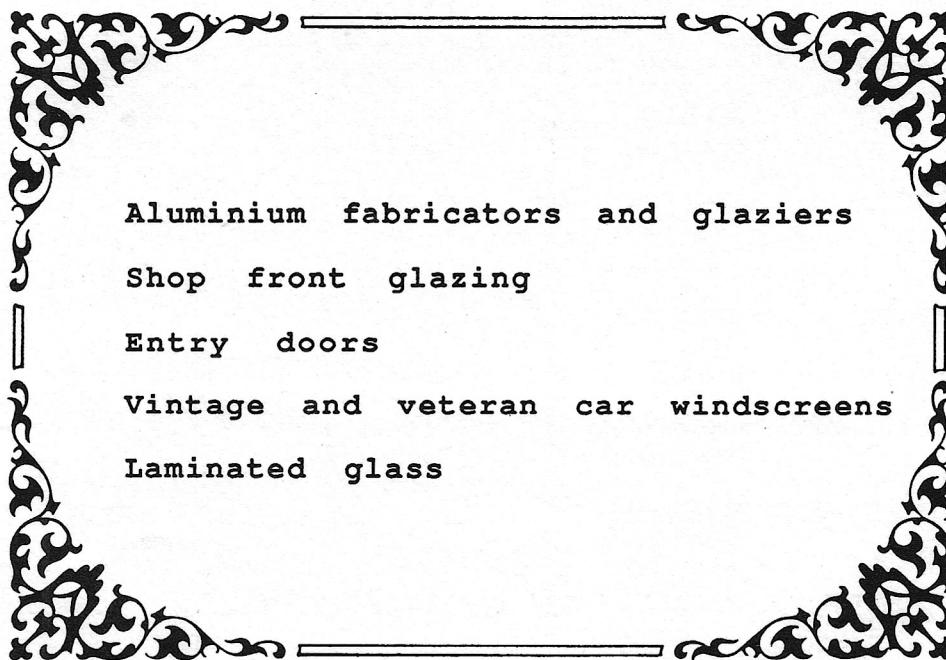 Aluminium fabricators and glaziers
Shop front glazing
Entry doors
Vintage and veteran car windscreens
Laminated glass